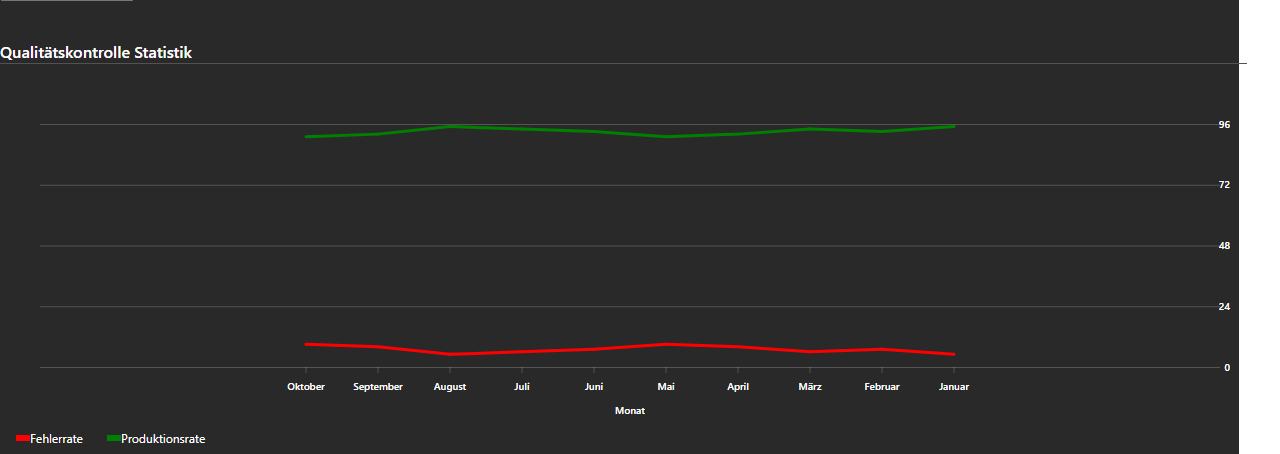 Qualitätskontrolle Statistik
96
72
48
24
0
Oktober September August Juli Juni Mai April März Februar Januar
Monat
Fehlerrate Produktionsrate